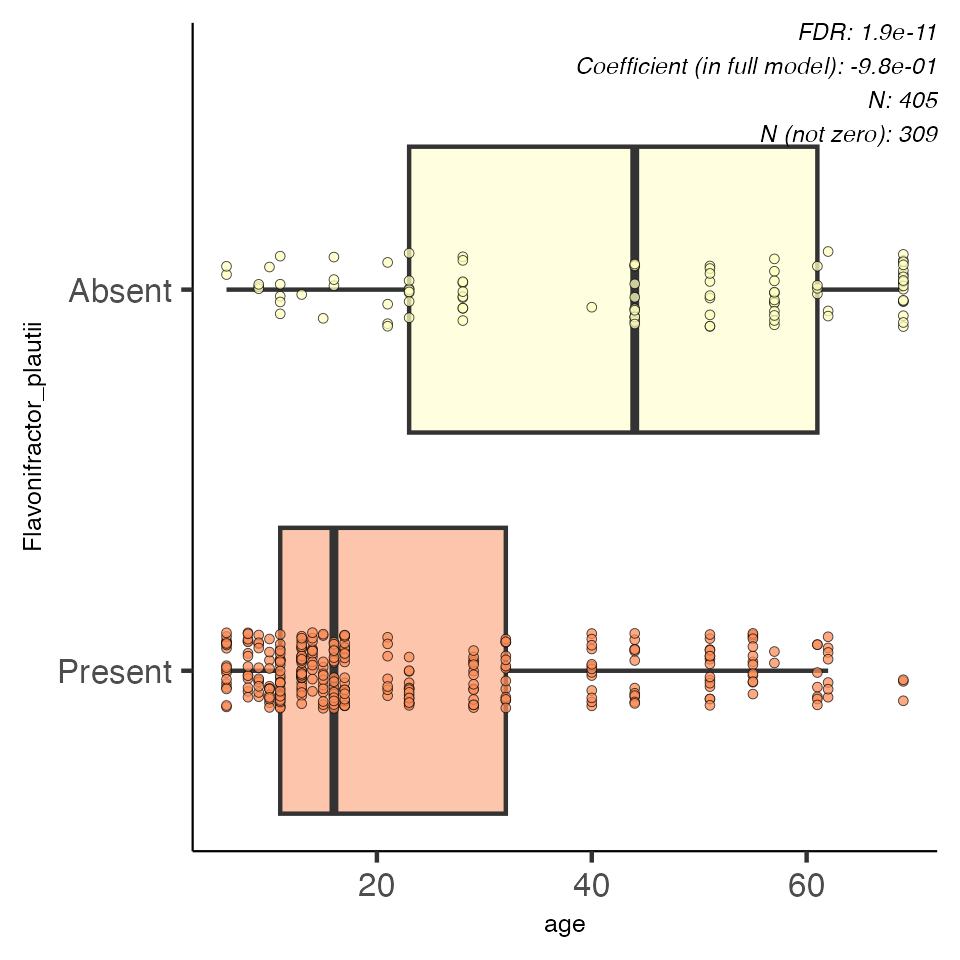 FDR: 1.9e-11
Coefficient (in full model): -9.8e-01
N: 405
N (not zero): 309
Absent
Flavonifractor_plautii
Present
20 40 60
age